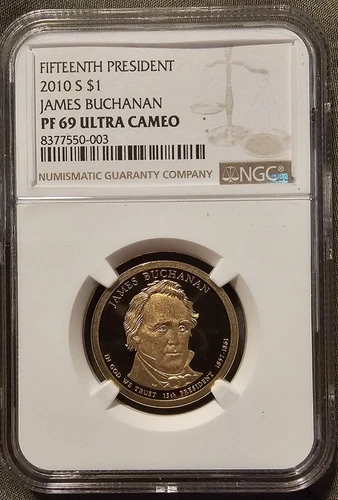 FIFTEENTH PRESIDENT
2010 S $1
JAMES BUCHANAN
PF 69 ULTRA CAMEO
8377550-003
NUMISMATIC GUARANTY COMPANY
NGC
JAMES BUCHANAN
IN GOD WE TRUST 15th PRESIDENT 1857-1861